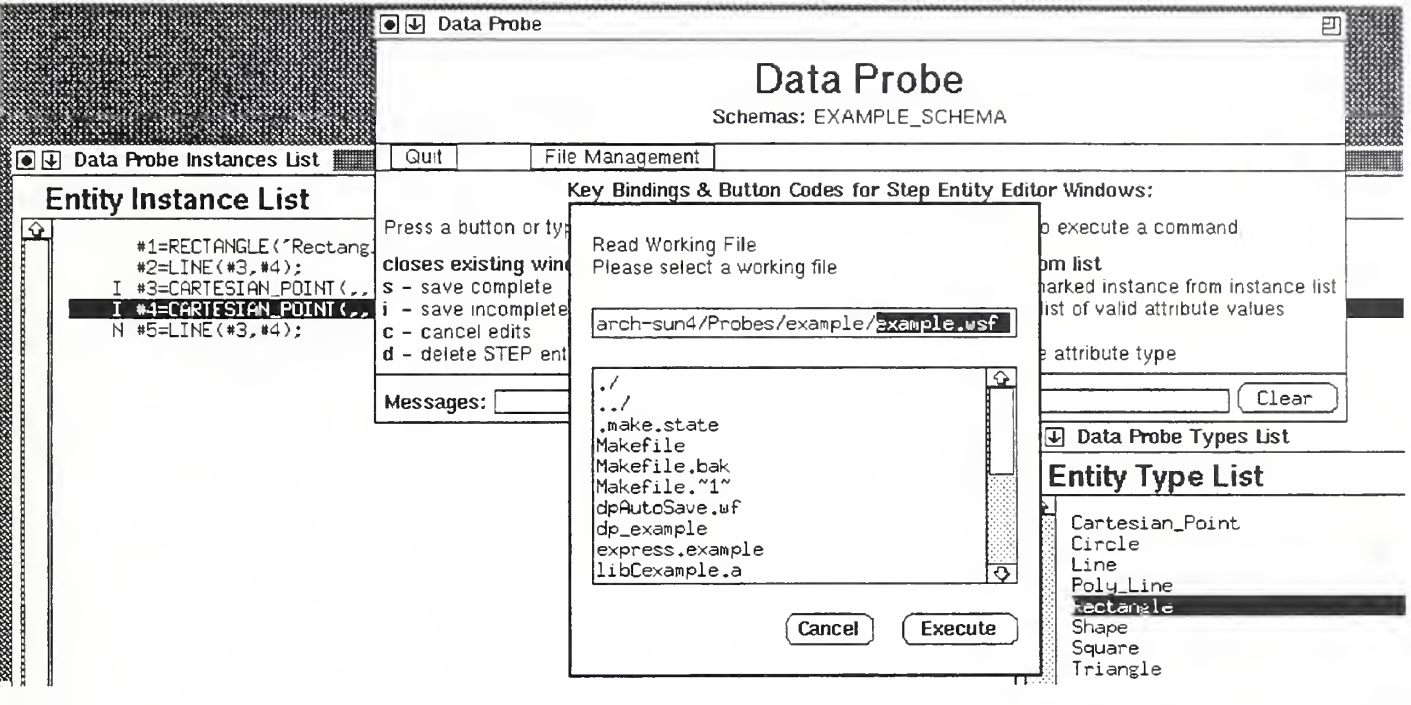 Data Probe
Data Probe
Schemas: EXAMPLE_SCHEMA
Quit File Management
Key Bindings & Button Codes for Step Entity Editor Windows:
Press a button or
o execute a command
closes existing
om list
s - save complete
arked instance from instance list
i - save incomplete
list of valid attribute values
c - cancel edits
d - delete STEP ent
e attribute type
Messages:
Clear
Data Probe Instances List
Entity Instance List
#1=RECTANGLE(´Rectangl
#2=LINE(#3,#4);
I #3=CARTESIAN_POINT(,,
I #4=CARTESIAN_POINT(,,
N #5=LINE(#3,#4);
Read Working File
Please select a working file
arch-sun4/Probes/example/example.wsf
./
../
.make.state
Makefile
Makefile.bak
Makefile.~1~
dpAutoSave.wf
dp_example
express.example
libCexample.a
Cancel Execute
Data Probe Types List
Entity Type List
Cartesian_Point
Circle
Line
Poly_Line
Rectangle
Shape
Square
Triangle